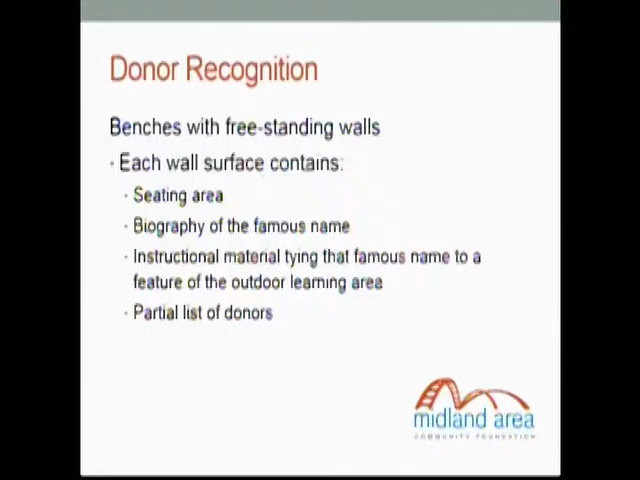 Donor Recognition
Benches with free-standing walls
· Each wall surface contains:
· Seating area
· Biography of the famous name
· Instructional material tying that famous name to a
feature of the outdoor learning area
· Partial list of donors
midland area
COMMUNITY FOUNDATION